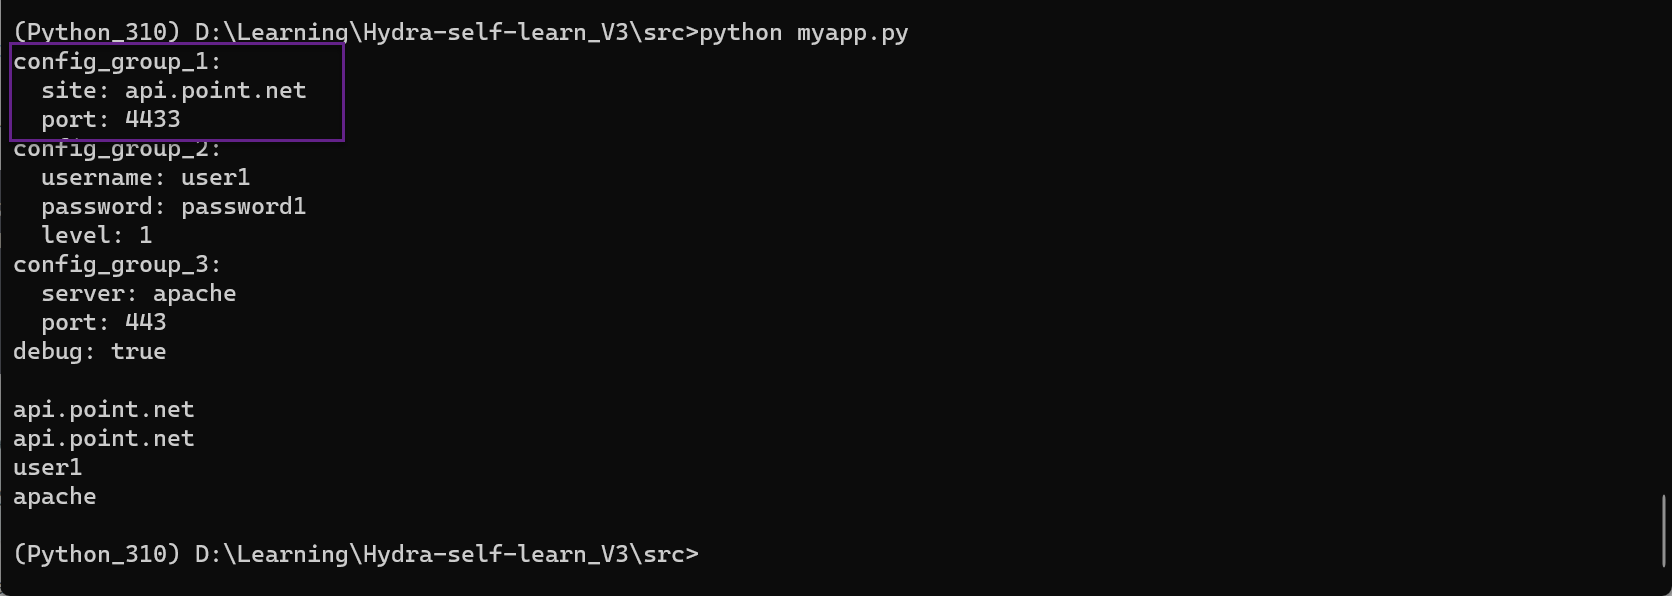 (Python_310) D:\Learning\Hydra-self-learn_V3\src>python myapp.py
config_group_1:
  site: api.point.net
  port: 4433
config_group_2:
  username: user1
  password: password1
  level: 1
config_group_3:
  server: apache
  port: 443
debug: true

api.point.net
api.point.net
user1
apache

(Python_310) D:\Learning\Hydra-self-learn_V3\src>